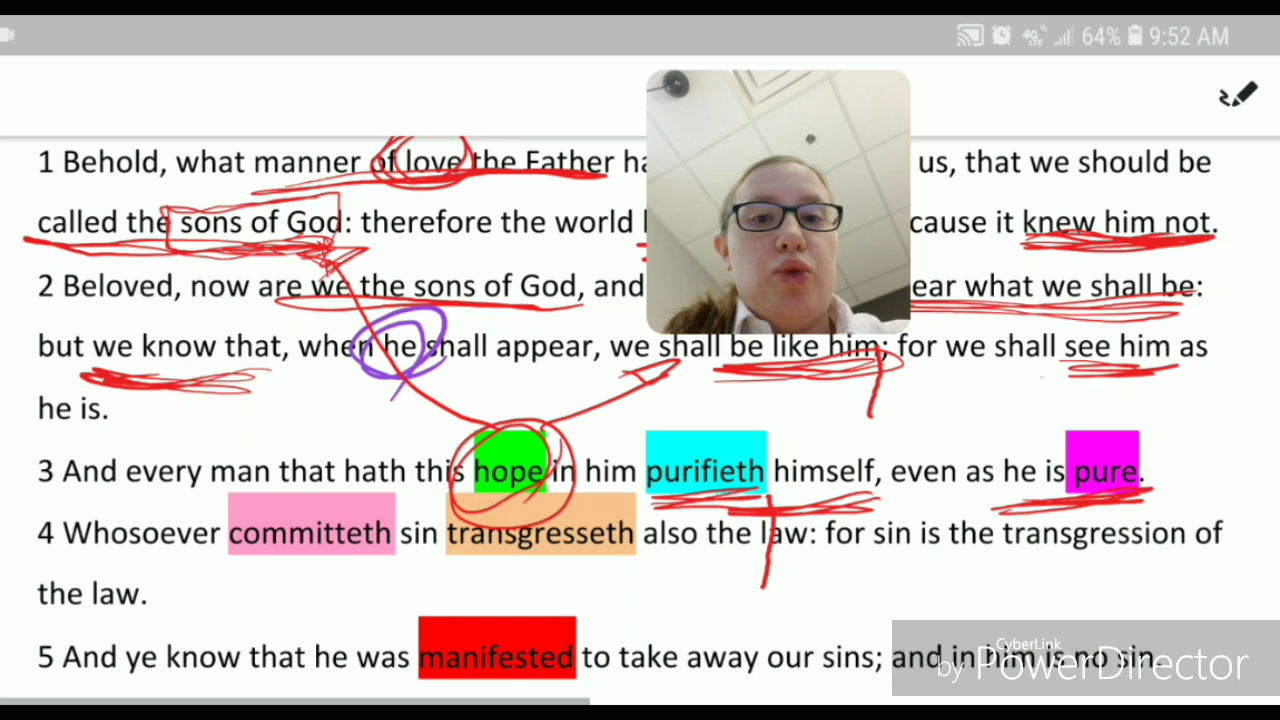 64% 9:52 AM
1 Behold, what manner of love the Father ha us, that we should be
called the sons of God: therefore the world cause it knew him not.
2 Beloved, now are we the sons of God, and ear what we shall be:
but we know that, when he shall appear, we shall be like him; for we shall see him as
he is.
3 And every man that hath this hope in him purifieth himself, even as he is pure.
4 Whosoever committeth sin transgresseth also the law: for sin is the transgression of
the law.
5 And ye know that he was manifested to take away our sins; and in him is no sin.
CyberLink
by PowerDirector